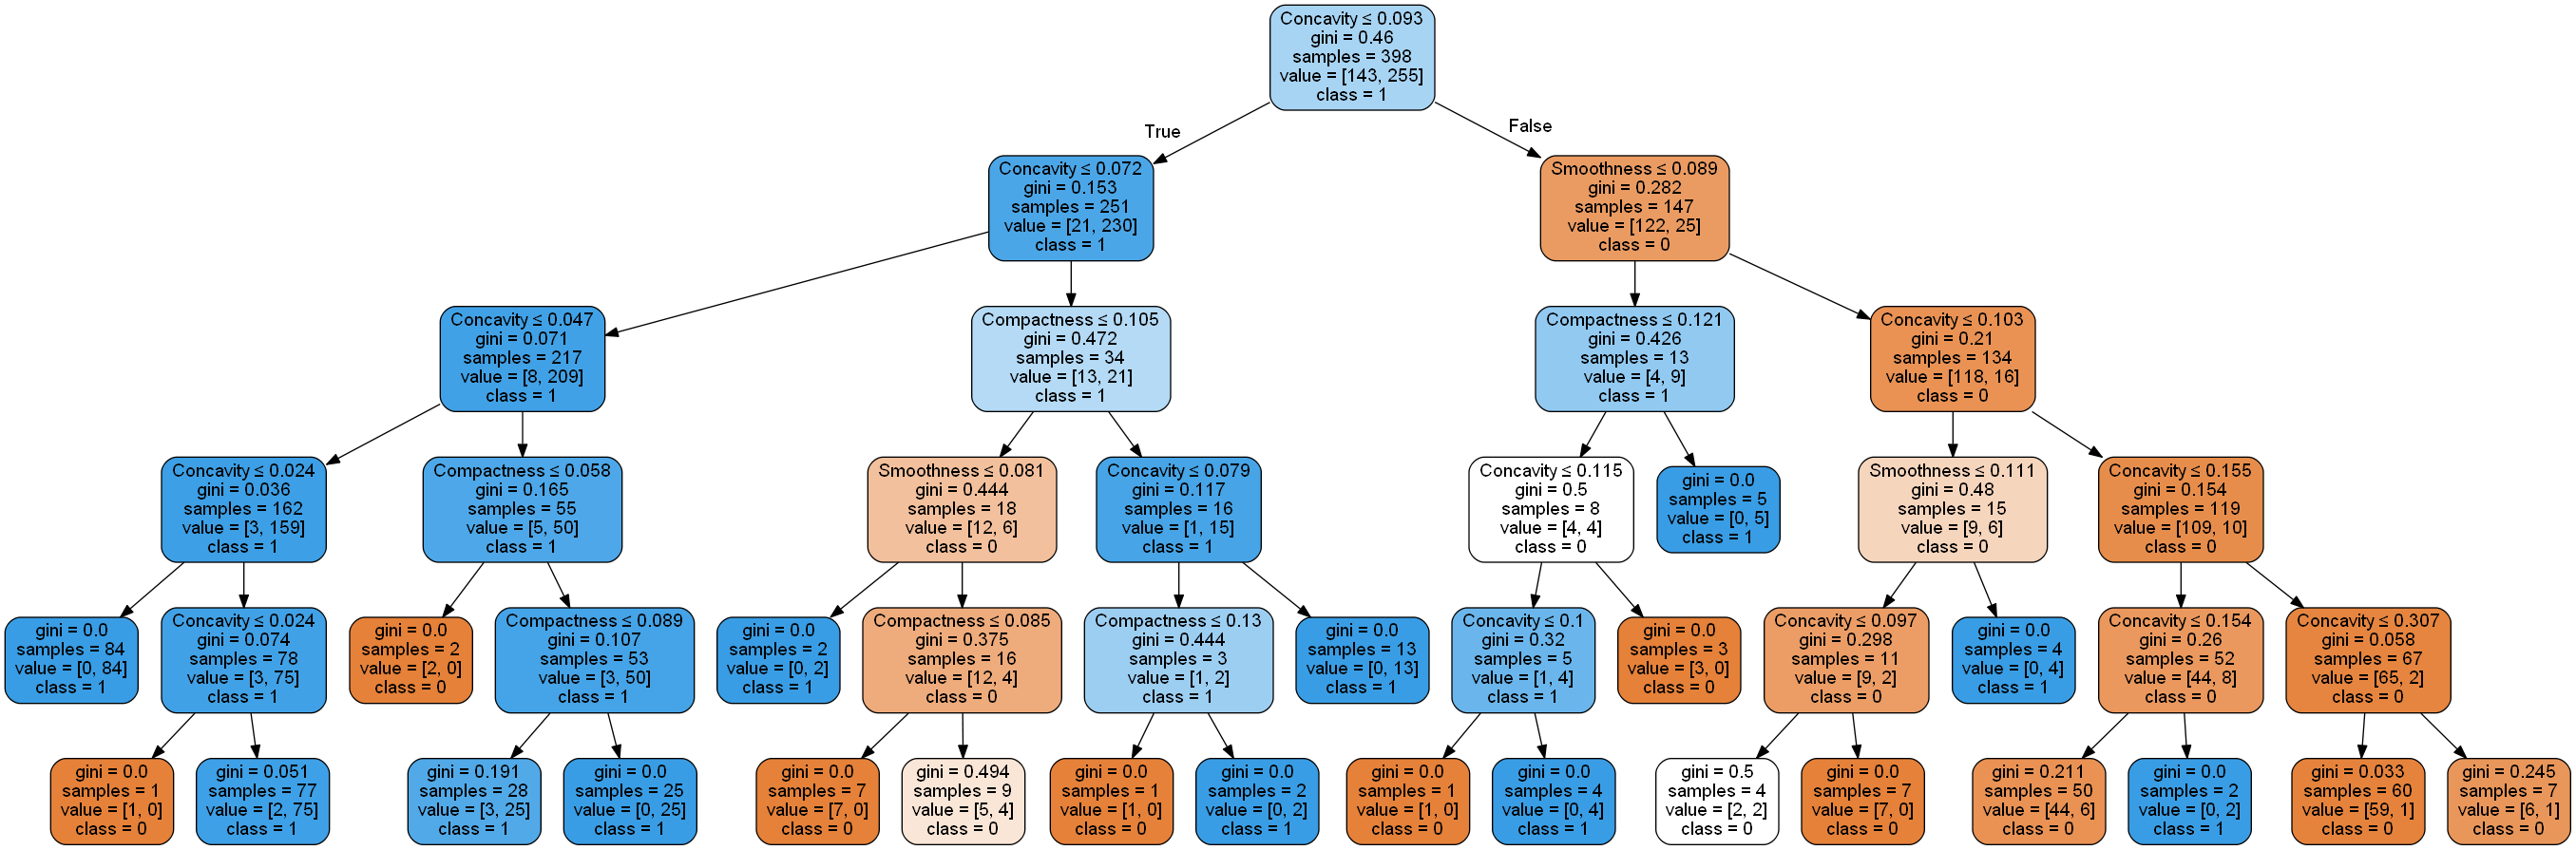 Concavity ≤ 0.093
gini = 0.46
samples = 398
value = [143, 255]
class = 1
True
False
Concavity ≤ 0.072
gini = 0.153
samples = 251
value = [21, 230]
class = 1
Smoothness ≤ 0.089
gini = 0.282
samples = 147
value = [122, 25]
class = 0
Concavity ≤ 0.047
gini = 0.071
samples = 217
value = [8, 209]
class = 1
Compactness ≤ 0.105
gini = 0.472
samples = 34
value = [13, 21]
class = 1
Compactness ≤ 0.121
gini = 0.426
samples = 13
value = [4, 9]
class = 1
Concavity ≤ 0.103
gini = 0.21
samples = 134
value = [118, 16]
class = 0
Concavity ≤ 0.024
gini = 0.036
samples = 162
value = [3, 159]
class = 1
Compactness ≤ 0.058
gini = 0.165
samples = 55
value = [5, 50]
class = 1
Smoothness ≤ 0.081
gini = 0.444
samples = 18
value = [12, 6]
class = 0
Concavity ≤ 0.079
gini = 0.117
samples = 16
value = [1, 15]
class = 1
Concavity ≤ 0.115
gini = 0.5
samples = 8
value = [4, 4]
class = 0
gini = 0.0
samples = 5
value = [0, 5]
class = 1
Smoothness ≤ 0.111
gini = 0.48
samples = 15
value = [9, 6]
class = 0
Concavity ≤ 0.155
gini = 0.154
samples = 119
value = [109, 10]
class = 0
gini = 0.0
samples = 84
value = [0, 84]
class = 1
Concavity ≤ 0.024
gini = 0.074
samples = 78
value = [3, 75]
class = 1
gini = 0.0
samples = 2
value = [2, 0]
class = 0
Compactness ≤ 0.089
gini = 0.107
samples = 53
value = [3, 50]
class = 1
gini = 0.0
samples = 2
value = [0, 2]
class = 1
Compactness ≤ 0.085
gini = 0.375
samples = 16
value = [12, 4]
class = 0
Compactness ≤ 0.13
gini = 0.444
samples = 3
value = [1, 2]
class = 1
gini = 0.0
samples = 13
value = [0, 13]
class = 1
Concavity ≤ 0.1
gini = 0.32
samples = 5
value = [1, 4]
class = 1
gini = 0.0
samples = 3
value = [3, 0]
class = 0
Concavity ≤ 0.097
gini = 0.298
samples = 11
value = [9, 2]
class = 0
gini = 0.0
samples = 4
value = [0, 4]
class = 1
Concavity ≤ 0.154
gini = 0.26
samples = 52
value = [44, 8]
class = 0
Concavity ≤ 0.307
gini = 0.058
samples = 67
value = [65, 2]
class = 0
gini = 0.0
samples = 1
value = [1, 0]
class = 0
gini = 0.051
samples = 77
value = [2, 75]
class = 1
gini = 0.191
samples = 28
value = [3, 25]
class = 1
gini = 0.0
samples = 25
value = [0, 25]
class = 1
gini = 0.0
samples = 7
value = [7, 0]
class = 0
gini = 0.494
samples = 9
value = [5, 4]
class = 0
gini = 0.0
samples = 1
value = [1, 0]
class = 0
gini = 0.0
samples = 2
value = [0, 2]
class = 1
gini = 0.0
samples = 1
value = [1, 0]
class = 0
gini = 0.0
samples = 4
value = [0, 4]
class = 1
gini = 0.5
samples = 4
value = [2, 2]
class = 0
gini = 0.0
samples = 7
value = [7, 0]
class = 0
gini = 0.211
samples = 50
value = [44, 6]
class = 0
gini = 0.0
samples = 2
value = [0, 2]
class = 1
gini = 0.033
samples = 60
value = [59, 1]
class = 0
gini = 0.245
samples = 7
value = [6, 1]
class = 0